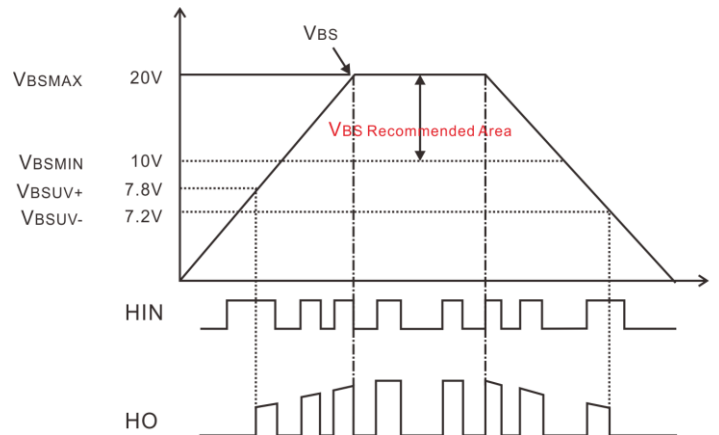 VBS
VBSMAX 20V
VBS Recommended Area
VBSMIN 10V
VBSUV+ 7.8V
VBSUV- 7.2V
HIN
HO